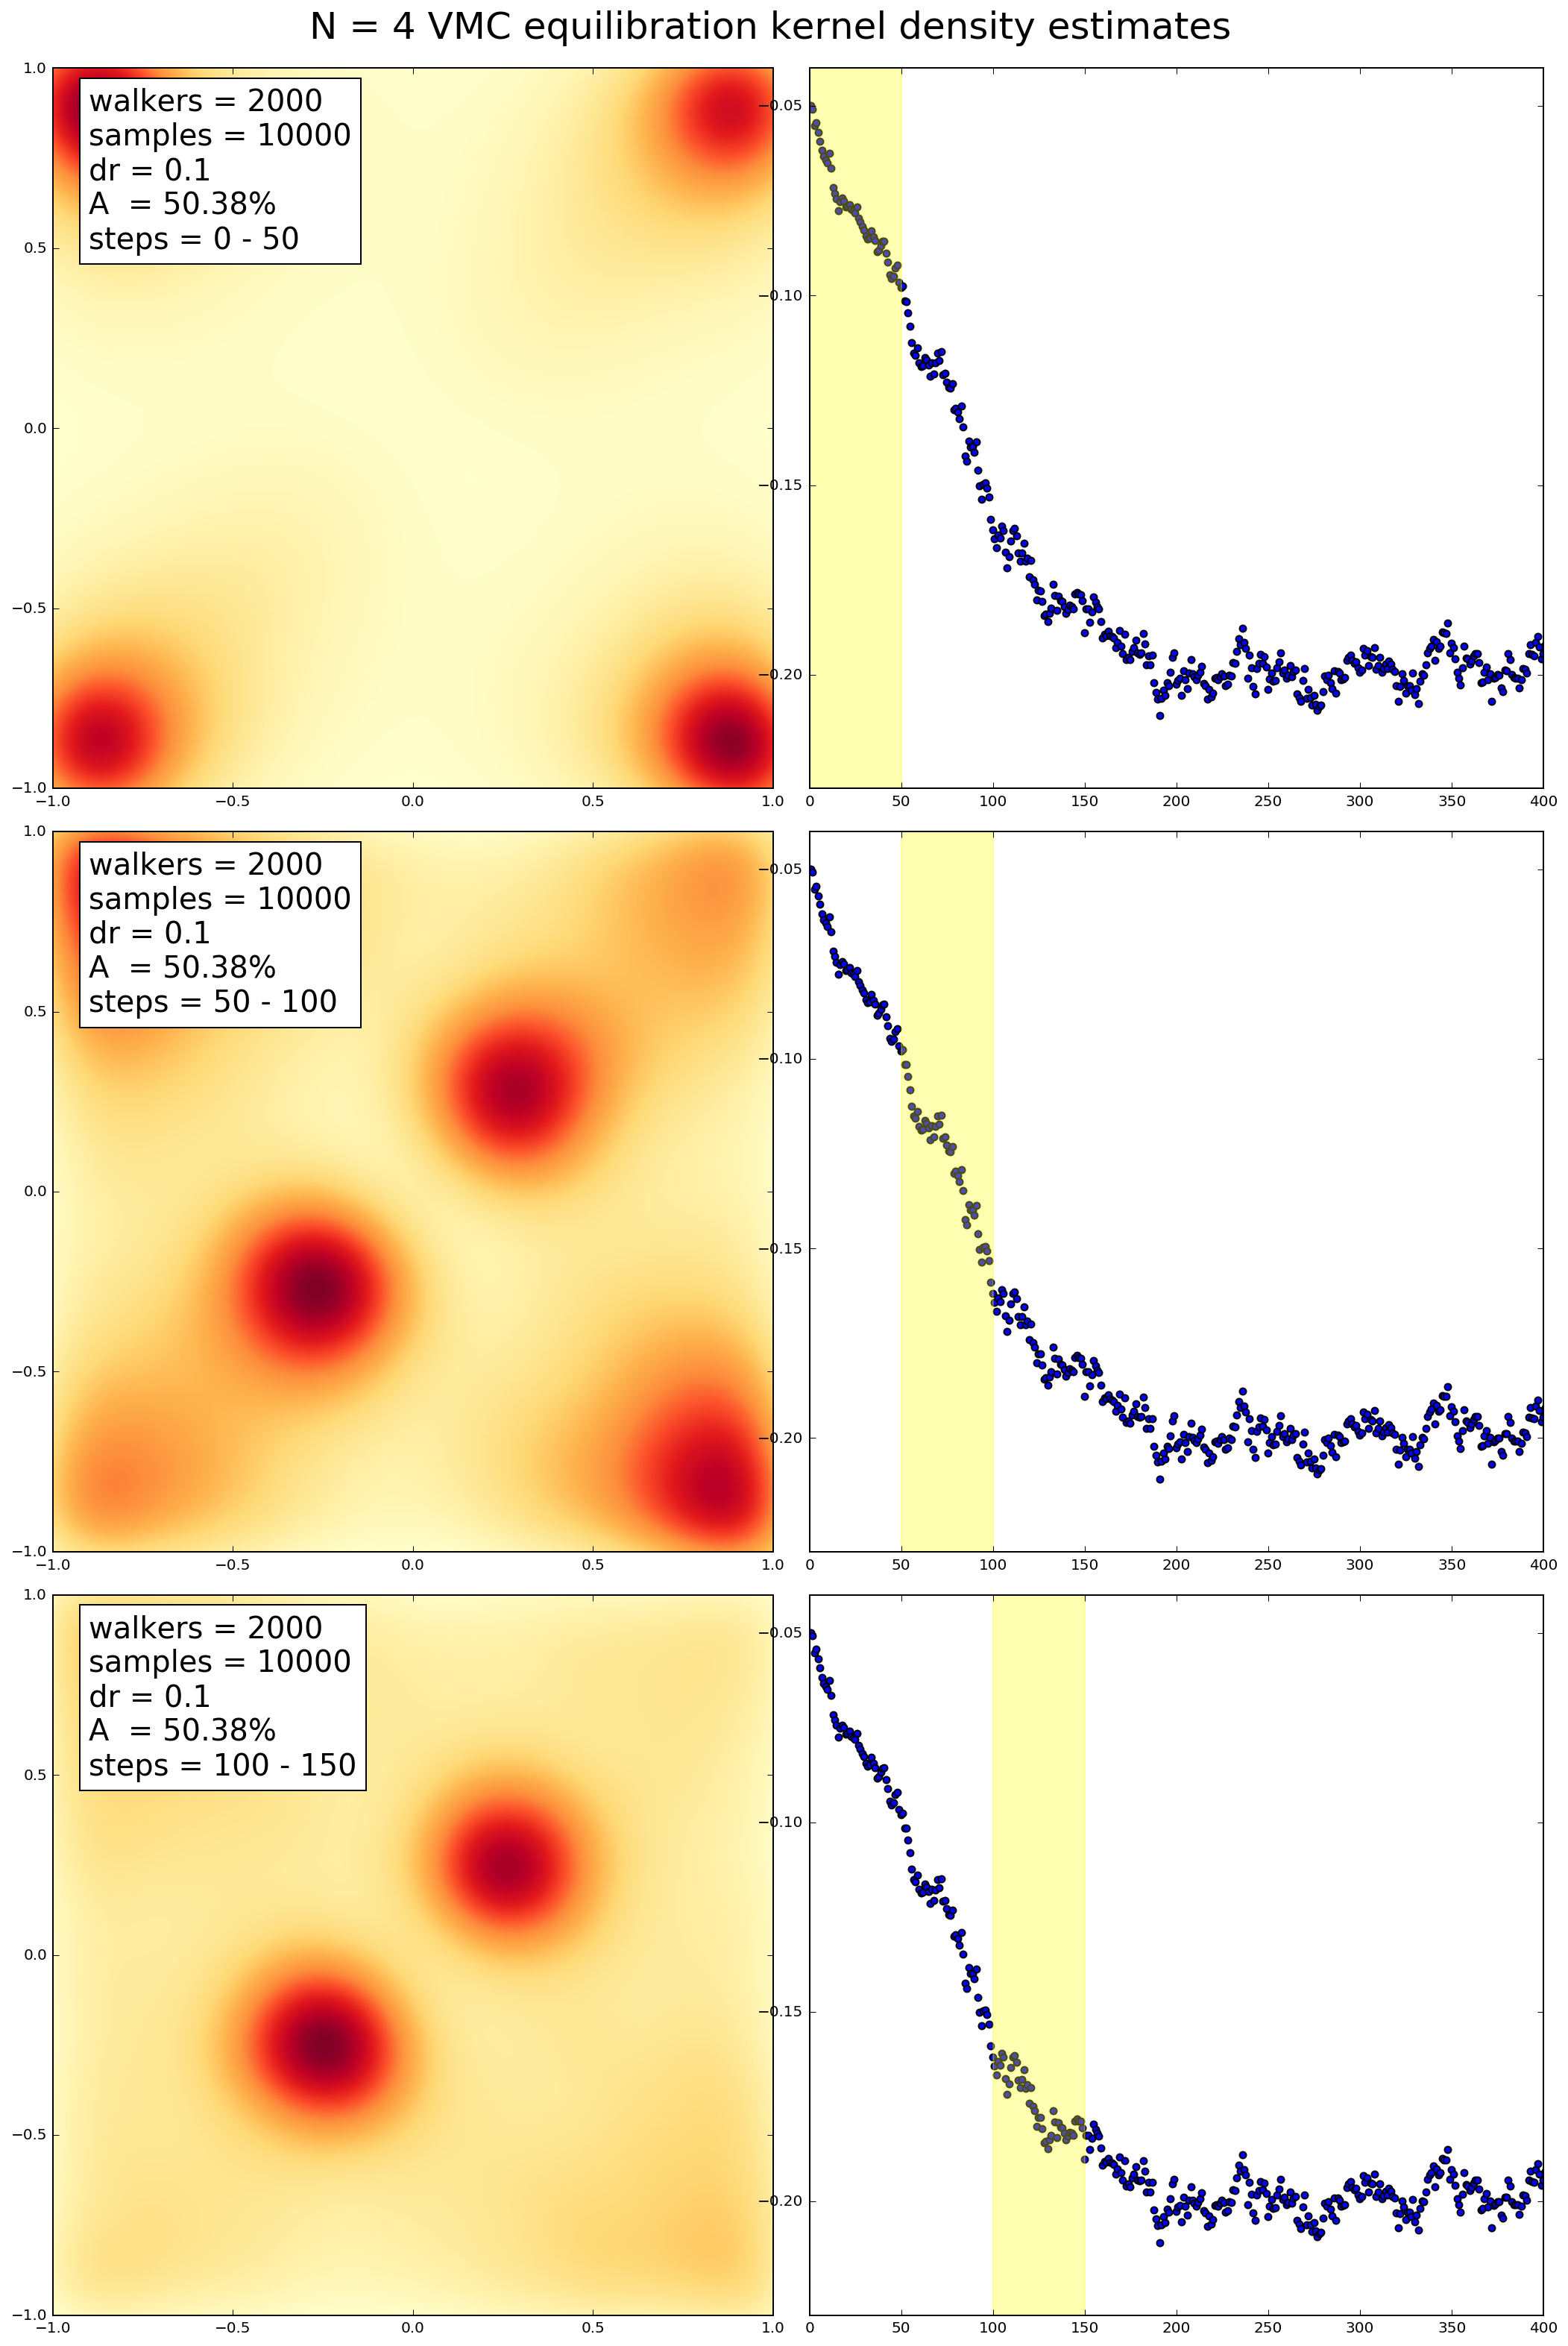 N = 4 VMC equilibration kernel density estimates
walkers = 2000
samples = 10000
dr = 0.1
A = 50.38%
steps = 0 - 50
1.0
0.5
0.0
−0.5
−1.0
−1.0 −0.5 0.0 0.5 1.0
−0.05
−0.10
−0.15
−0.20
0 50 100 150 200 250 300 350 400
walkers = 2000
samples = 10000
dr = 0.1
A = 50.38%
steps = 50 - 100
1.0
0.5
0.0
−0.5
−1.0
−1.0 −0.5 0.0 0.5 1.0
−0.05
−0.10
−0.15
−0.20
0 50 100 150 200 250 300 350 400
walkers = 2000
samples = 10000
dr = 0.1
A = 50.38%
steps = 100 - 150
1.0
0.5
0.0
−0.5
−1.0
−1.0 −0.5 0.0 0.5 1.0
−0.05
−0.10
−0.15
−0.20
0 50 100 150 200 250 300 350 400